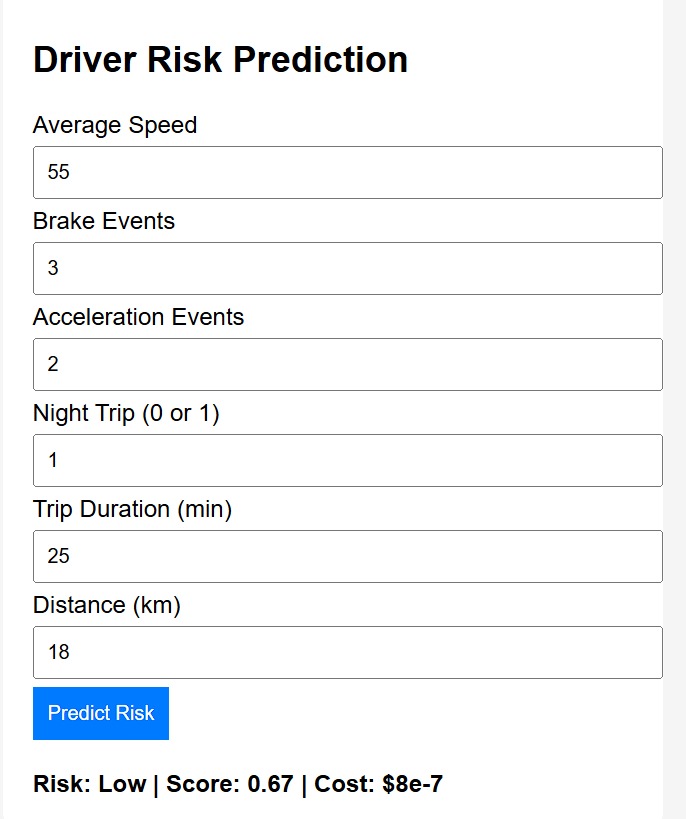 Driver Risk Prediction
Average Speed
55
Brake Events
3
Acceleration Events
2
Night Trip (0 or 1)
1
Trip Duration (min)
25
Distance (km)
18
Predict Risk
Risk: Low | Score: 0.67 | Cost: $8e-7